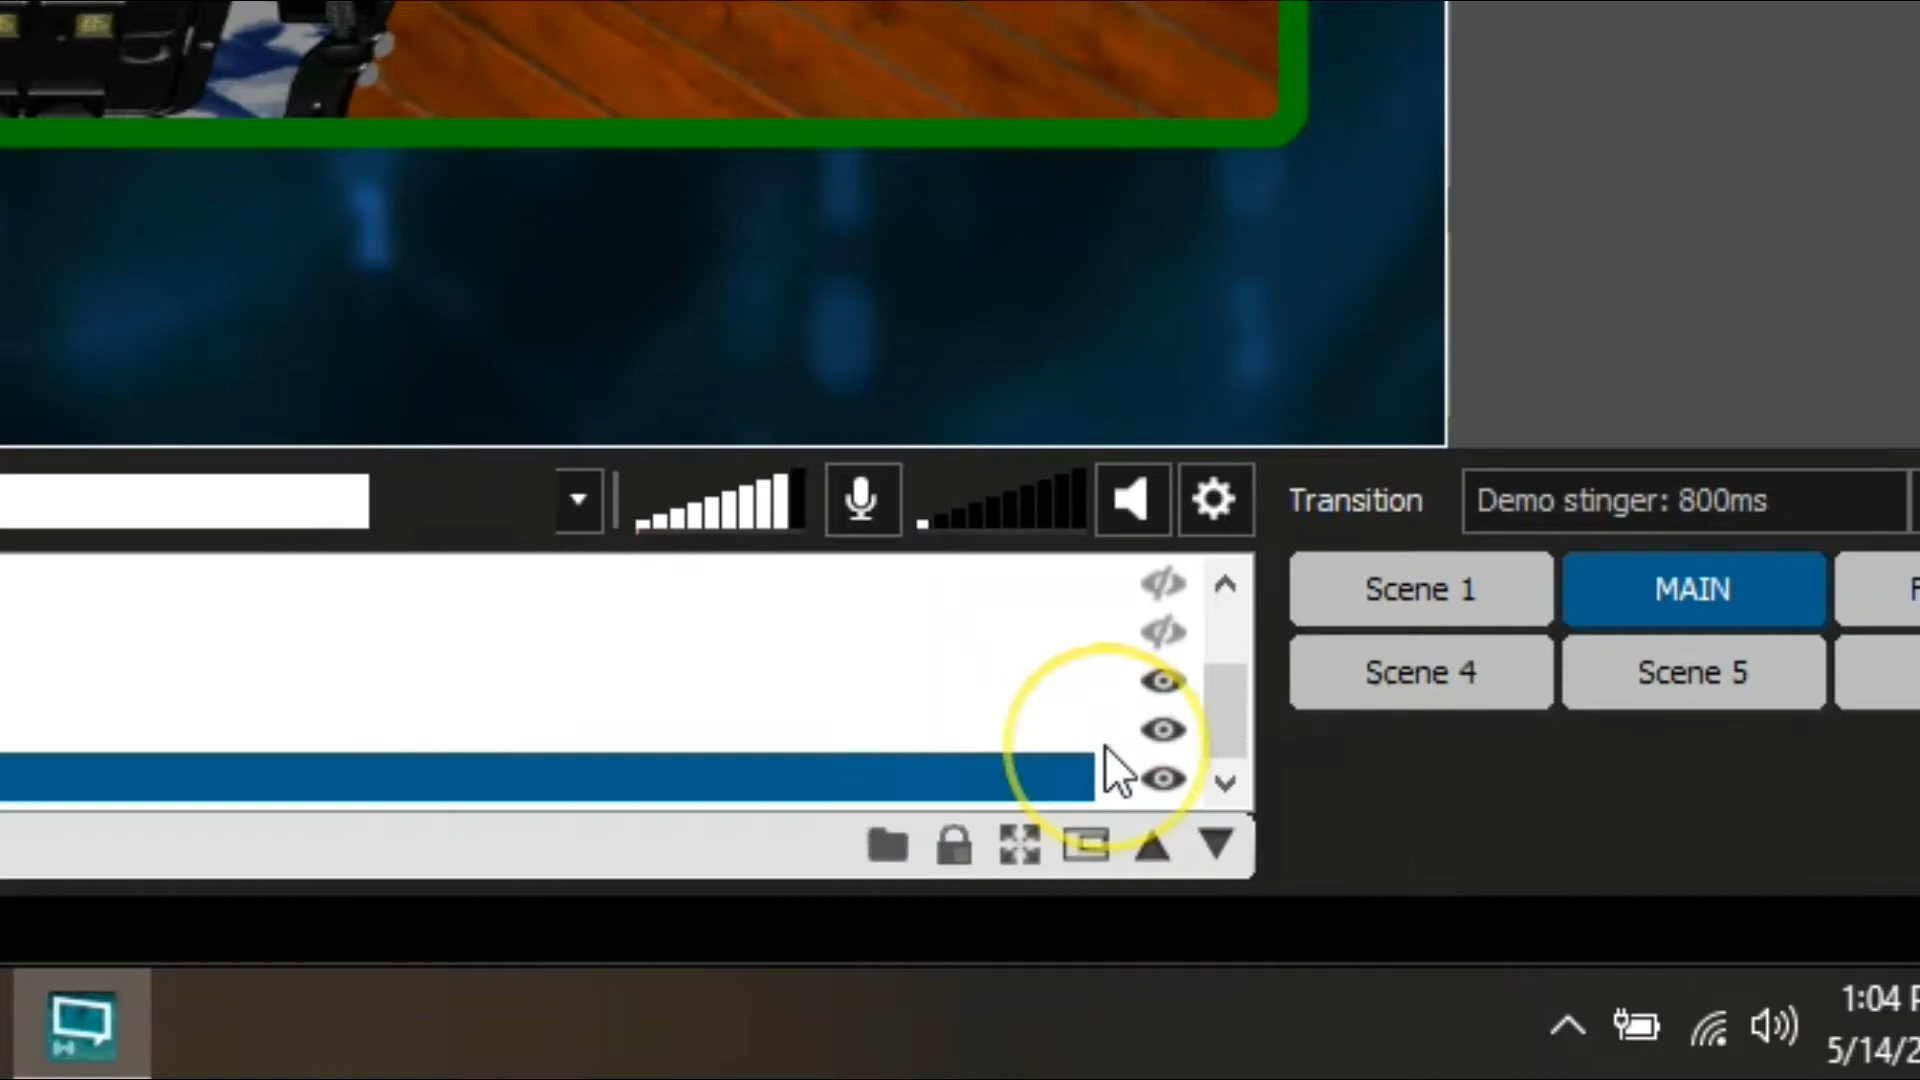 Transition
Demo stinger: 800ms
Scene 1
MAIN
Scene 4
Scene 5
1:04 P
5/14/2